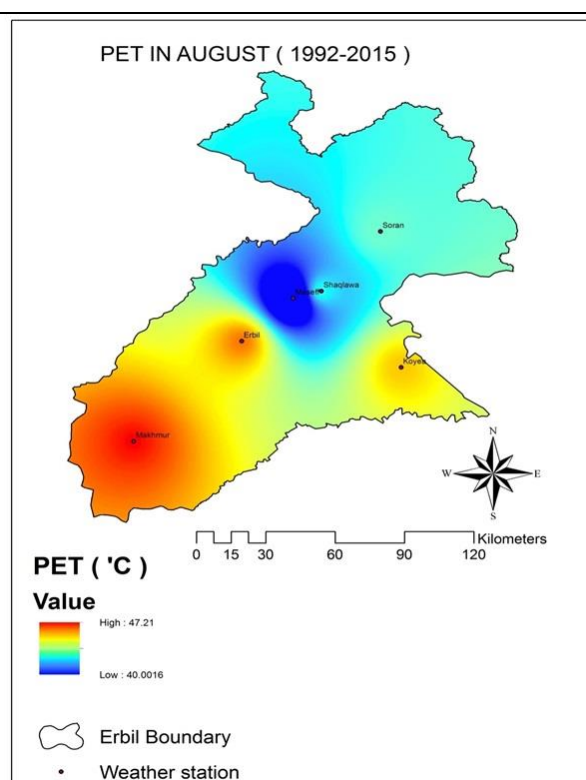 PET IN AUGUST ( 1992-2015 )
Soran
Shaqlawa
Erbil
Koyea
Makhmur
N
W E
S
Kilometers
0 15 30 60 90 120
PET ( 'C )
Value
High : 47.21
Low : 40.0016
Erbil Boundary
Weather station